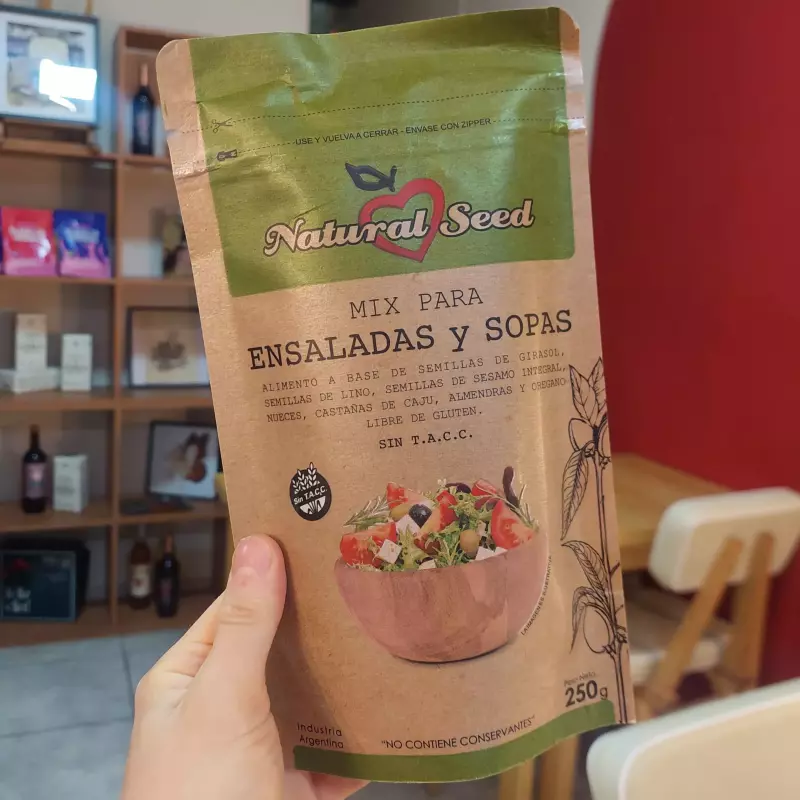 USE Y VUELVA A CERRAR - ENVASE CON ZIPPER
Natural Seed
MIX PARA
ENSALADAS y SOPAS
ALIMENTO A BASE DE SEMILLAS DE GIRASOL,
SEMILLAS DE LINO, SEMILLAS DE SESAMO INTEGRAL,
NUECES, CASTAÑAS DE CAJU, ALMENDRAS Y OREGANO
LIBRE DE GLUTEN.
SIN T.A.C.C.
Sin T.A.C.C.
Peso Neto:
250g
Industria
Argentina
"NO CONTIENE CONSERVANTES"